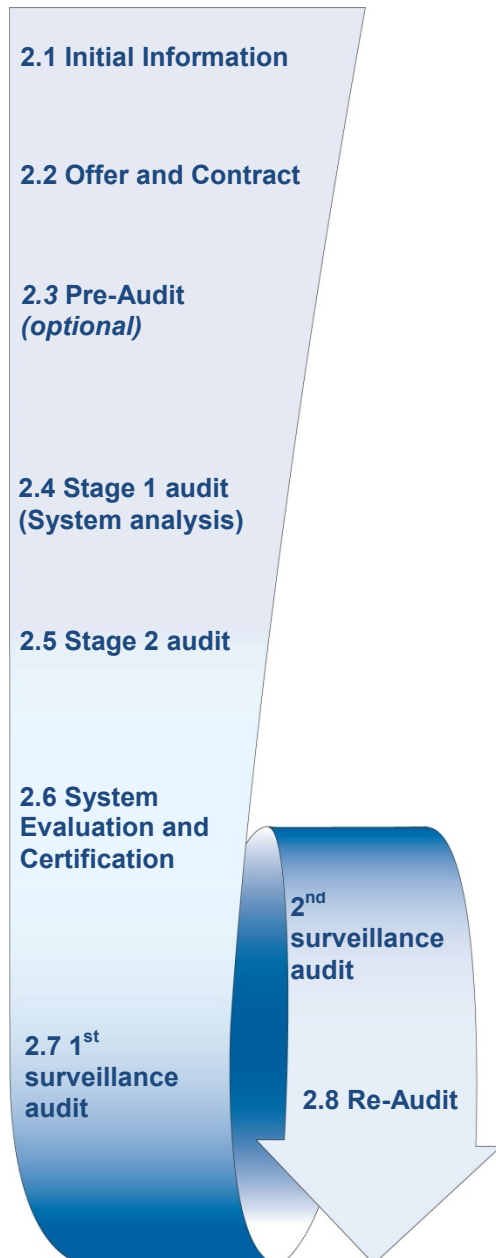 2.1 Initial Information
2.2 Offer and Contract
2.3 Pre-Audit
(optional)
2.4 Stage 1 audit
(System analysis)
2.5 Stage 2 audit
2.6 System
Evaluation and
Certification
2.7 1st
surveillance
audit
2nd
surveillance
audit
2.8 Re-Audit